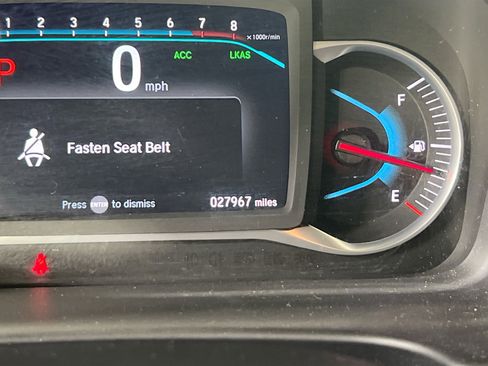 1 2 3 4 5 6 7 8
x 1000r/min
P 0 mph
ACC LKAS
Fasten Seat Belt
Press ENTER to dismiss
027967 miles
F
E